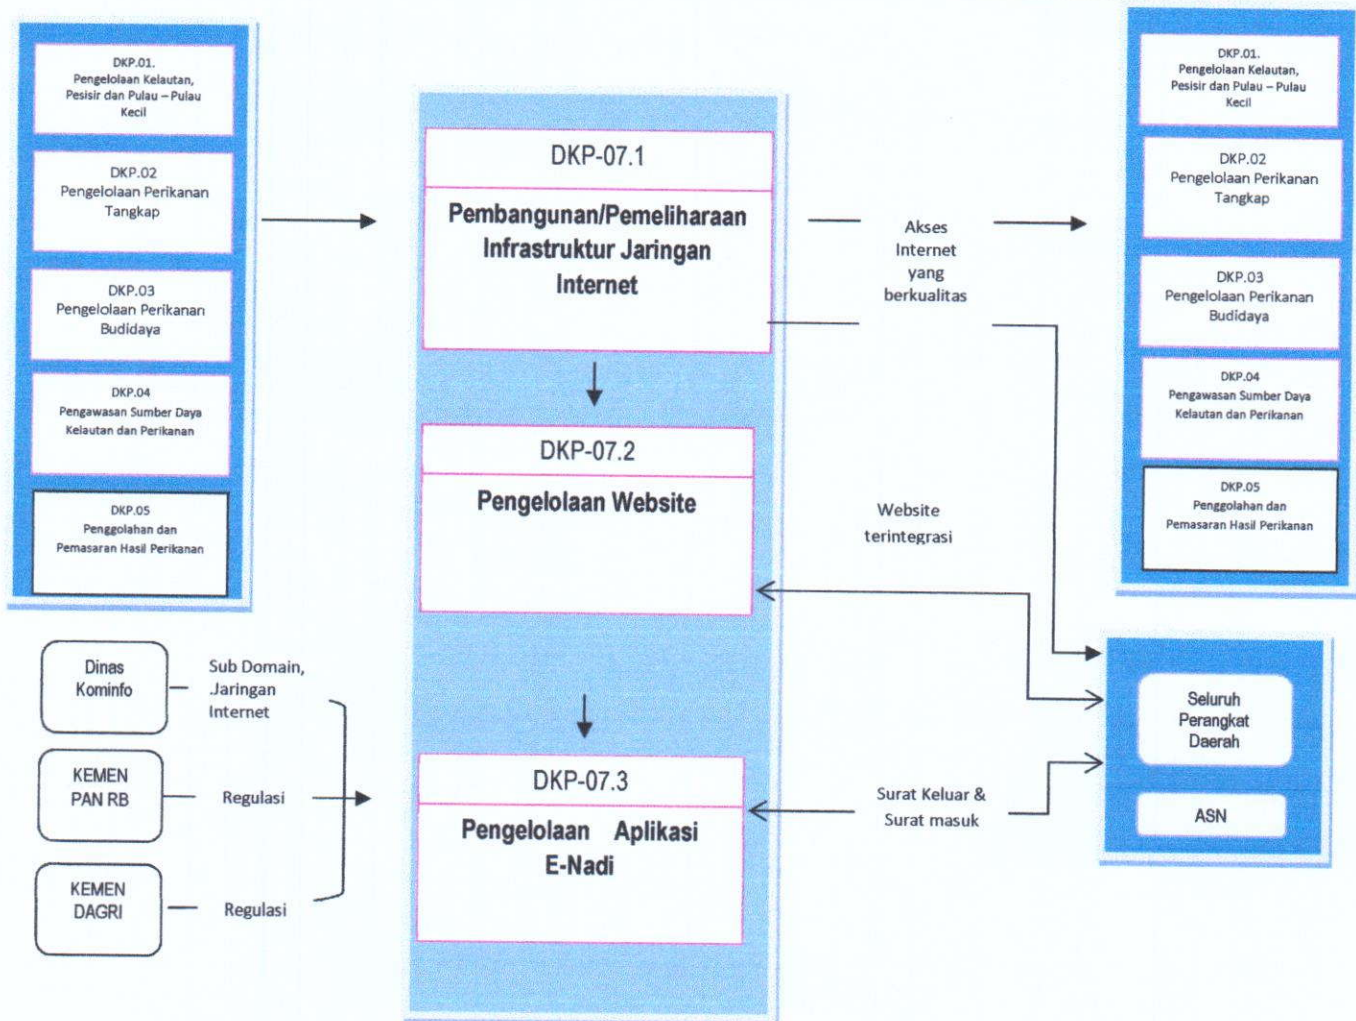 DKP.01.
Pengelolaan Kelautan,
Pesisir dan Pulau – Pulau
Kecil
DKP.02
Pengelolaan Perikanan
Tangkap
DKP.03
Pengelolaan Perikanan
Budidaya
DKP.04
Pengawasan Sumber Daya
Kelautan dan Perikanan
DKP.05
Penggolahan dan
Pemasaran Hasil Perikanan
Dinas
Kominfo
Sub Domain,
Jaringan
Internet
KEMEN
PAN RB
Regulasi
KEMEN
DAGRI
Regulasi
DKP-07.1
Pembangunan/Pemeliharaan
Infrastruktur Jaringan
Internet
DKP-07.2
Pengelolaan Website
DKP-07.3
Pengelolaan Aplikasi
E-Nadi
Akses
Internet
yang
berkualitas
Website
terintegrasi
Surat Keluar &
Surat masuk
DKP.01.
Pengelolaan Kelautan,
Pesisir dan Pulau – Pulau
Kecil
DKP.02
Pengelolaan Perikanan
Tangkap
DKP.03
Pengelolaan Perikanan
Budidaya
DKP.04
Pengawasan Sumber Daya
Kelautan dan Perikanan
DKP.05
Penggolahan dan
Pemasaran Hasil Perikanan
Seluruh
Perangkat
Daerah
ASN